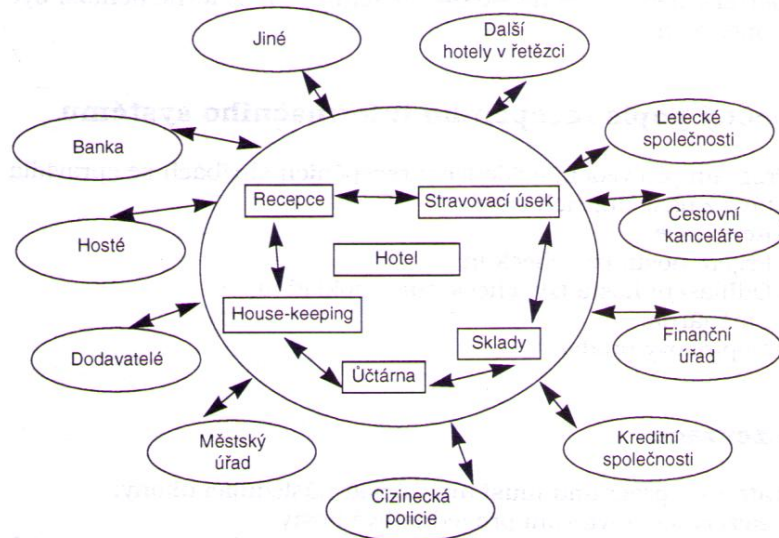 Jiné
Další
hotely v řetězci
Banka
Letecké
společnosti
Recepce
Stravovací úsek
Cestovní
kanceláře
Hosté
Hotel
House-keeping
Sklady
Finanční
úřad
Dodavatelé
Ůčtárna
Městský
úřad
Kreditní
společnosti
Cizinecká
policie